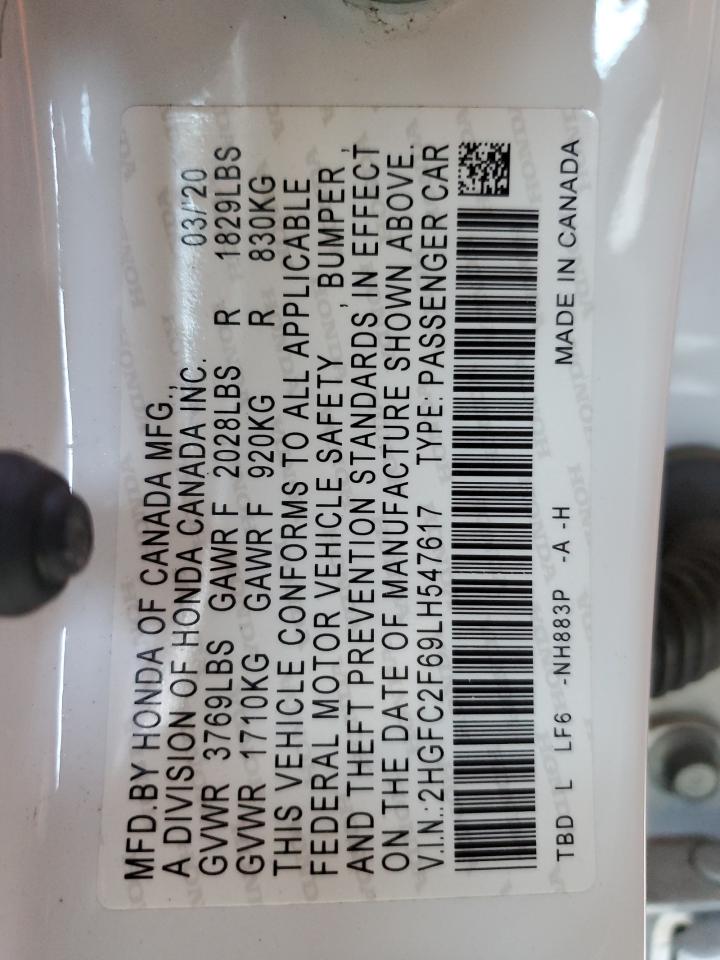 MFD.BY HONDA OF CANADA MFG.,
A DIVISION OF HONDA CANADA INC. 03/'20
GVWR 3769LBS GAWR F 2028LBS R 1829LBS
GVWR 1710KG GAWR F 920KG R 830KG
THIS VEHICLE CONFORMS TO ALL APPLICABLE
FEDERAL MOTOR VEHICLE SAFETY , BUMPER ,
AND THEFT PREVENTION STANDARDS IN EFFECT
ON THE DATE OF MANUFACTURE SHOWN ABOVE.
V.I.N.:2HGFC2F69LH547617 TYPE: PASSENGER CAR
TBD L LF6 -NH883P -A -H MADE IN CANADA